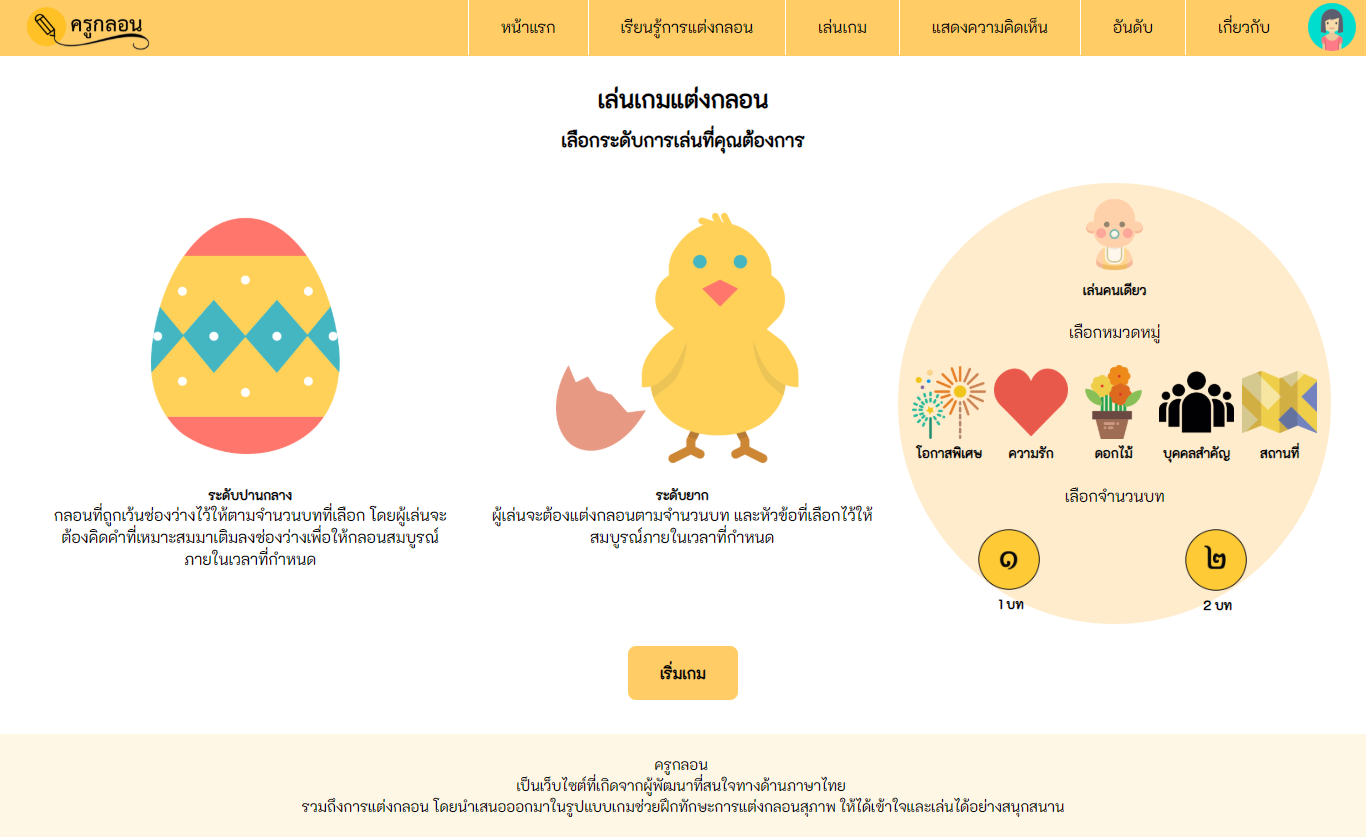 ครูกลอน
หน้าแรก
เรียนรู้การแต่งกลอน
เล่นเกม
แสดงความคิดเห็น
อันดับ
เกี่ยวกับ
เล่นเกมแต่งกลอน
เลือกระดับการเล่นที่คุณต้องการ
ระดับปานกลาง
กลอนที่ถูกเว้นช่องว่างไว้ให้ตามจำนวนบทที่เลือก โดยผู้เล่นจะ
ต้องคิดคำที่เหมาะสมมาเติมลงช่องว่างเพื่อให้กลอนสมบูรณ์
ภายในเวลาที่กำหนด
ระดับยาก
ผู้เล่นจะต้องแต่งกลอนตามจำนวนบท และหัวข้อที่เลือกไว้ให้
สมบูรณ์ภายในเวลาที่กำหนด
เล่นคนเดียว
เลือกหมวดหมู่
โอกาสพิเศษ
ความรัก
ดอกไม้
บุคคลสำคัญ
สถานที่
เลือกจำนวนบท
๑
๒
1 บท
2 บท
เริ่มเกม
ครูกลอน
เป็นเว็บไซต์ที่เกิดจากผู้พัฒนาที่สนใจทางด้านภาษาไทย
รวมถึงการแต่งกลอน โดยนำเสนอออกมาในรูปแบบเกมช่วยฝึกทักษะการแต่งกลอนสุภาพ ให้ได้เข้าใจและเล่นได้อย่างสนุกสนาน